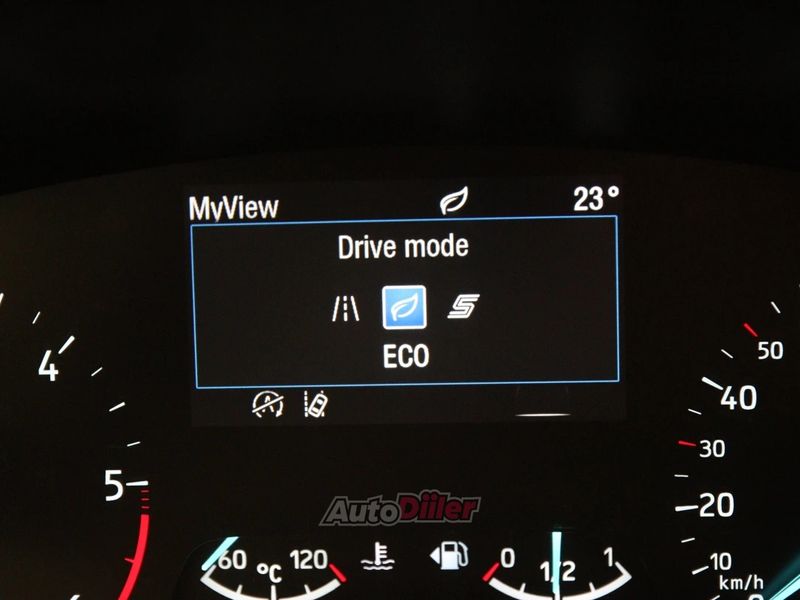 MyView 23°
Drive mode
ECO
4
5
50
40
30
20
10
km/h
AutoDiiler
60 °C 120
0 1/2 1